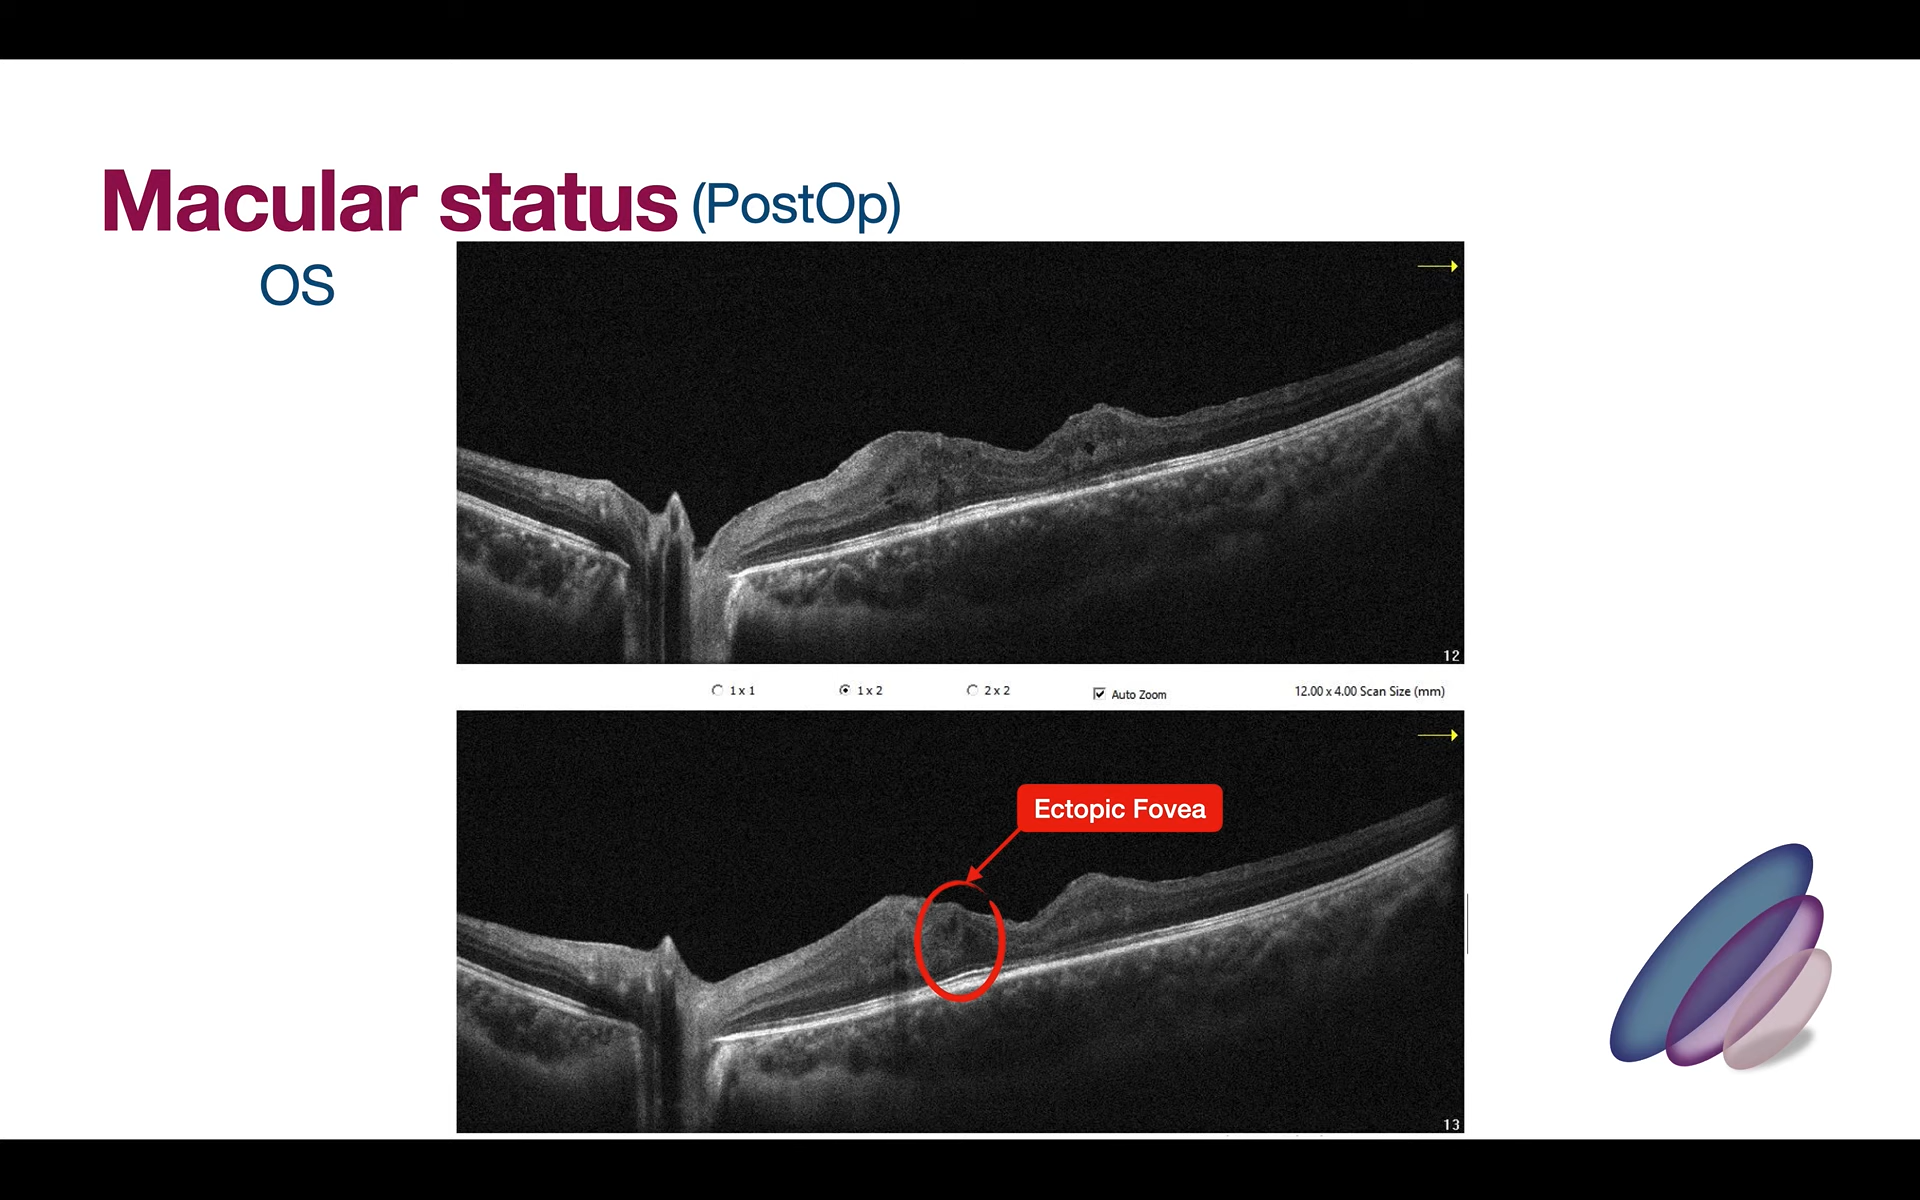 Macular status (PostOp)
OS
12
1 x 1 1 x 2 2 x 2 Auto Zoom 12.00 x 4.00 Scan Size (mm)
Ectopic Fovea
13